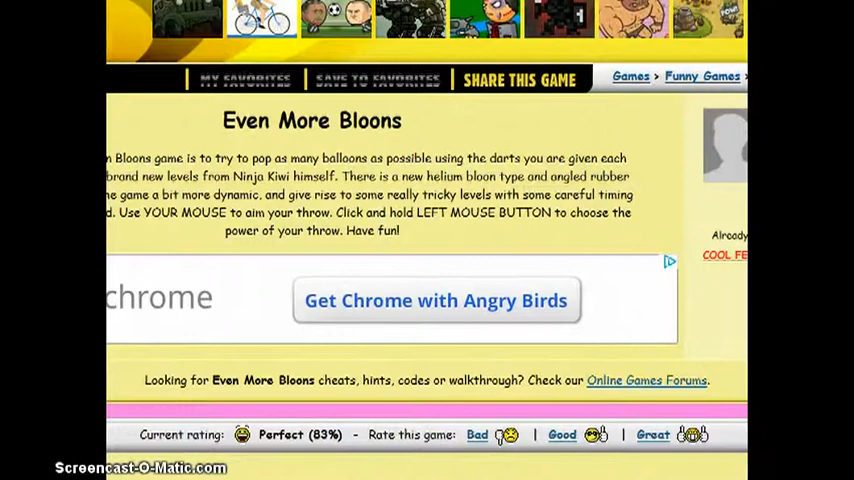 POW!
MY FAVORITES
SAVE TO FAVORITES
SHARE THIS GAME
Games > Funny Games >
Even More Bloons
n Bloons game is to try to pop as many balloons as possible using the darts you are given each
brand new levels from Ninja Kiwi himself. There is a new helium bloon type and angled rubber
he game a bit more dynamic, and give rise to some really tricky levels with some careful timing
d. Use YOUR MOUSE to aim your throw. Click and hold LEFT MOUSE BUTTON to choose the
power of your throw. Have fun!
Already
COOL FE
chrome
Get Chrome with Angry Birds
Looking for Even More Bloons cheats, hints, codes or walkthrough? Check our Online Games Forums.
Current rating: Perfect (83%) - Rate this game: Bad | Good | Great
Screencast-O-Matic.com